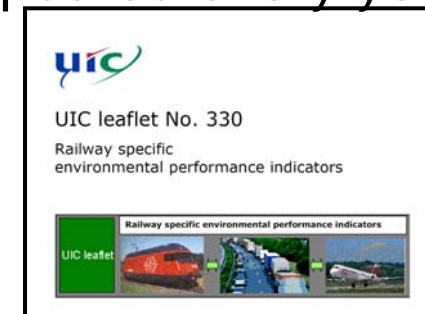 uic
UIC leaflet No. 330
Railway specific
environmental performance indicators
Railway specific environmental performance indicators
UIC leaflet